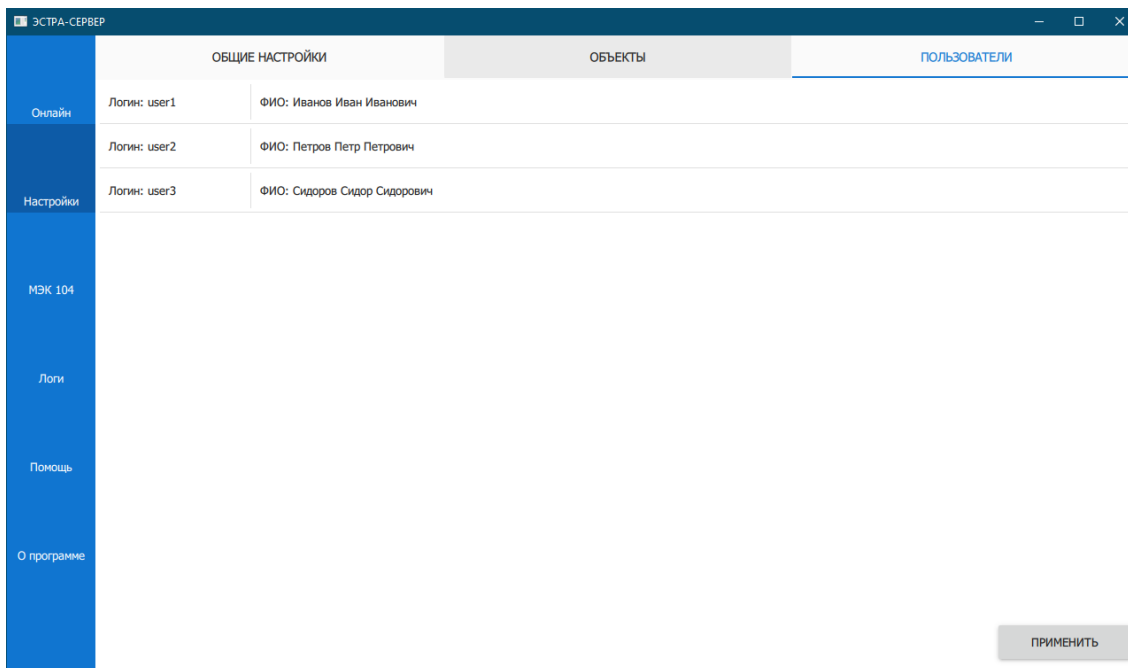 ЭСТРА-СЕРВЕР
ОБЩИЕ НАСТРОЙКИ
ОБЪЕКТЫ
ПОЛЬЗОВАТЕЛИ
Онлайн
Настройки
МЭК 104
Логи
Помощь
О программе
Логин: user1
ФИО: Иванов Иван Иванович
Логин: user2
ФИО: Петров Петр Петрович
Логин: user3
ФИО: Сидоров Сидор Сидорович
ПРИМЕНИТЬ